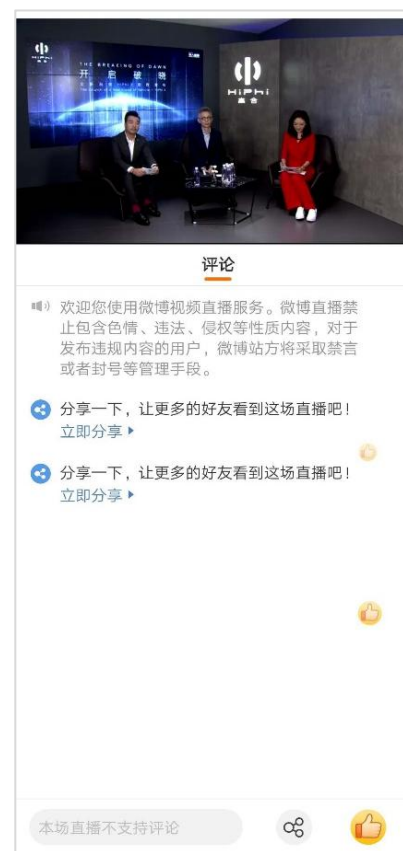 HiPhi
高合
THE BREAKING OF DAWN
开启破晓
HiPhi
高合
评论
欢迎您使用微博视频直播服务。微博直播禁
止包含色情、违法、侵权等性质内容，对于
发布违规内容的用户，微博站方将采取禁言
或者封号等管理手段。
分享一下，让更多的好友看到这场直播吧！
立即分享
分享一下，让更多的好友看到这场直播吧！
立即分享
本场直播不支持评论